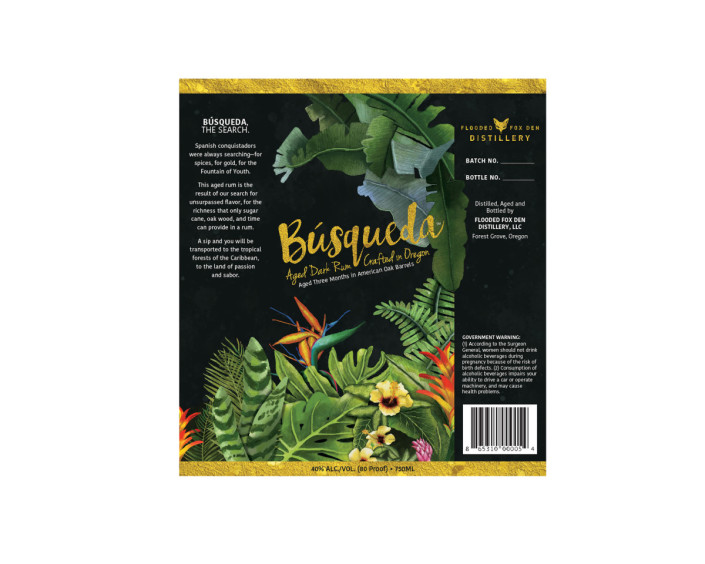 BÚSQUEDA,
THE SEARCH.
Spanish conquistadors
were always searching–for
spices, for gold, for the
Fountain of Youth.
This aged rum is the
result of our search for
unsurpassed flavor, for the
richness that only sugar
cane, oak wood, and time
can provide in a rum.
A sip and you will be
transported to the tropical
forests of the Caribbean,
to the land of passion
and sabor.
Búsqueda
Aged Dark Rum Crafted in Oregon
Aged Three Months in American Oak Barrels
40% ALC./VOL. (80 Proof) • 750ML
FLOODED FOX DEN
DISTILLERY
BATCH NO. __________
BOTTLE NO. __________
Distilled, Aged and
Bottled by
FLOODED FOX DEN
DISTILLERY, LLC
Forest Grove, Oregon
GOVERNMENT WARNING:
(1) According to the Surgeon
General, women should not drink
alcoholic beverages during
pregnancy because of the risk of
birth defects. (2) Consumption of
alcoholic beverages impairs your
ability to drive a car or operate
machinery, and may cause
health problems.
8 65310 00005 4